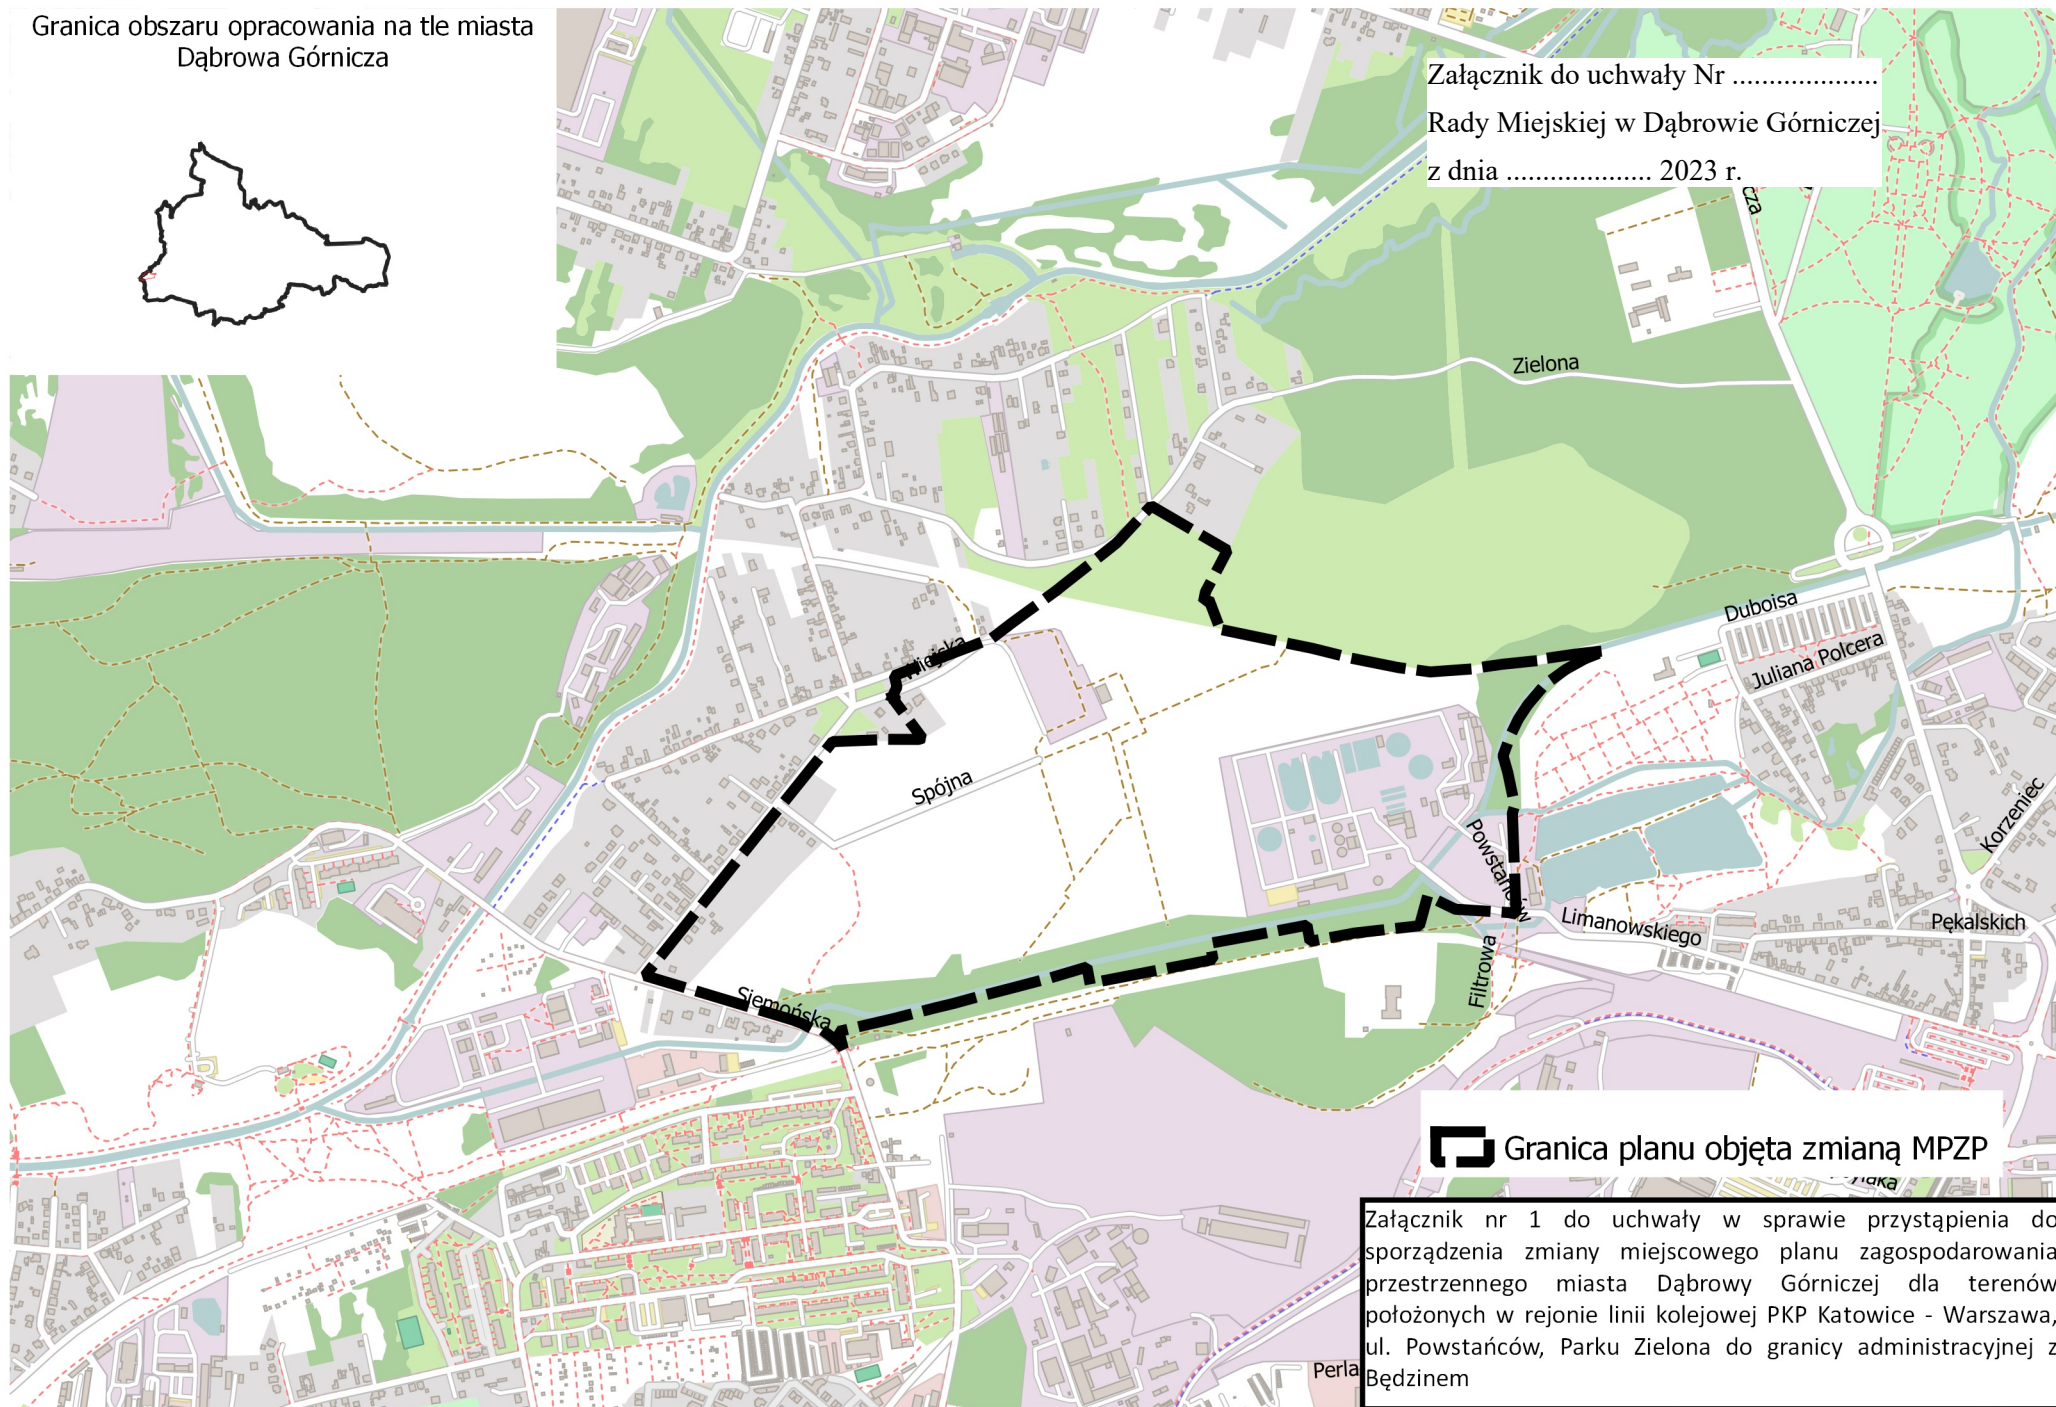 Granica obszaru opracowania na tle miasta
Dąbrowa Górnicza
Załącznik do uchwały Nr ....................
Rady Miejskiej w Dąbrowie Górniczej
z dnia .................... 2023 r.
Zielona
Duboisa
Juliana Polcera
Miejska
Spójna
Korzeniec
Powstańców
Limanowskiego
Pękalskich
Filtrowa
Siemońska
Granica planu objęta zmianą MPZP
Załącznik nr 1 do uchwały w sprawie przystąpienia do
sporządzenia zmiany miejscowego planu zagospodarowania
przestrzennego miasta Dąbrowy Górniczej dla terenów
położonych w rejonie linii kolejowej PKP Katowice - Warszawa,
ul. Powstańców, Parku Zielona do granicy administracyjnej z
Będzinem
Perla